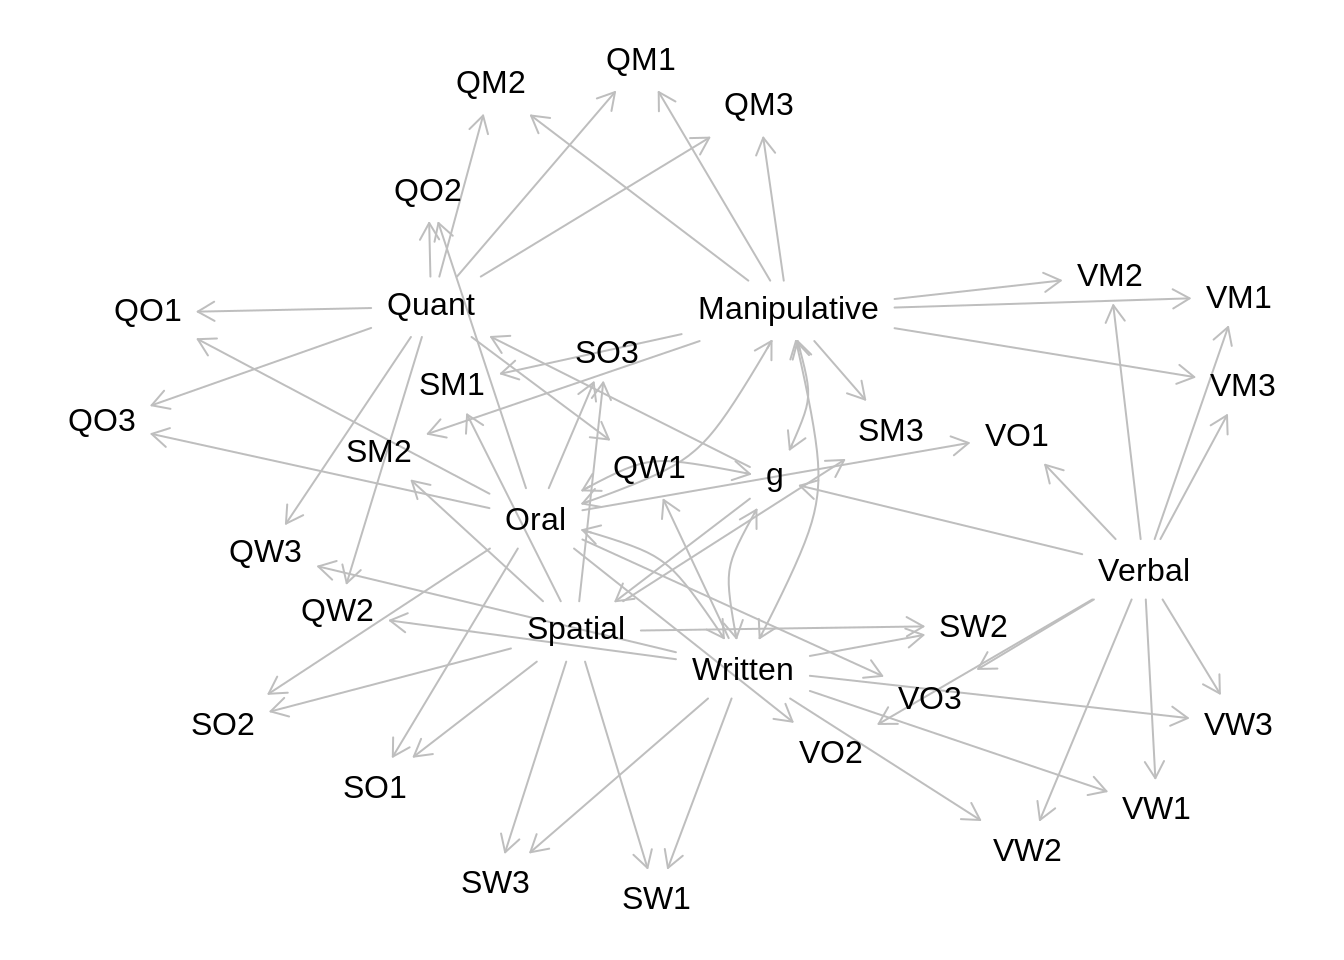 QM1
QM2
QM3
QO2
VM2
VM1
Quant
Manipulative
QO1
SO3
SM1
VM3
QO3
SM3
VO1
SM2
QW1
g
Oral
QW3
Verbal
QW2
Spatial
SW2
Written
VO3
SO2
VW3
VO2
SO1
VW1
VW2
SW3
SW1